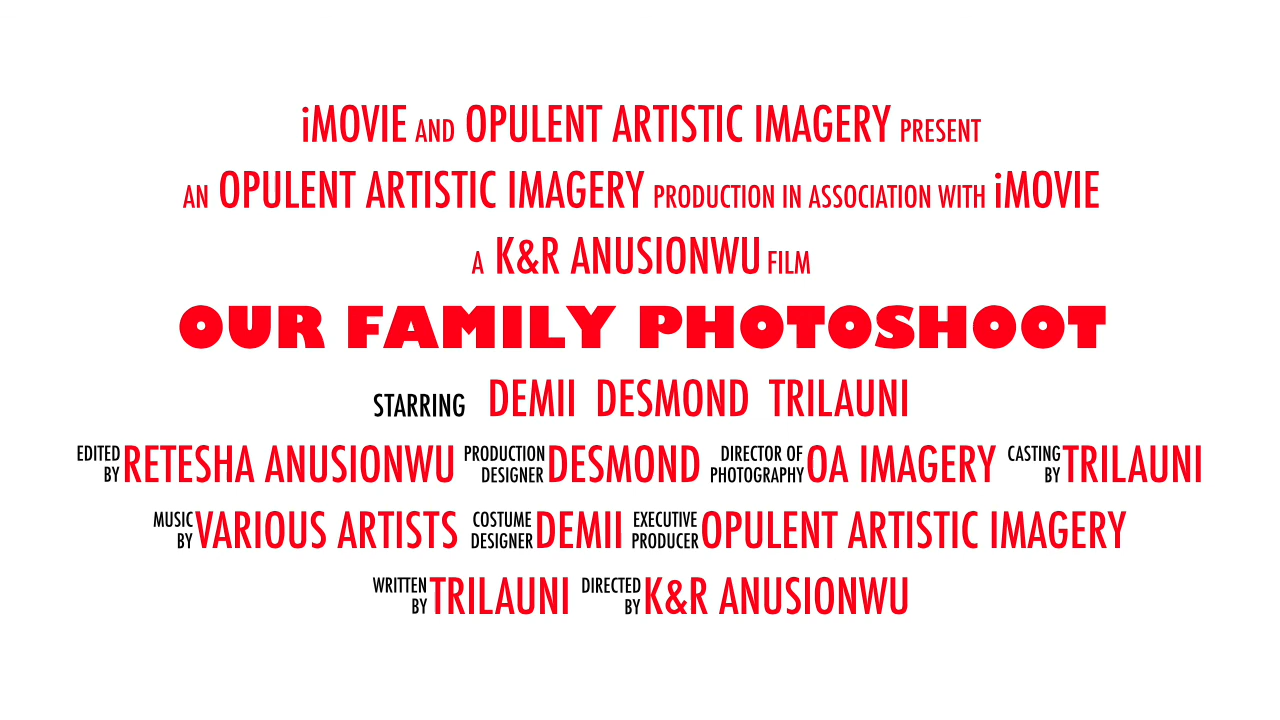 iMOVIE AND OPULENT ARTISTIC IMAGERY PRESENT
AN OPULENT ARTISTIC IMAGERY PRODUCTION IN ASSOCIATION WITH iMOVIE
A K&R ANUSIONWU FILM
OUR FAMILY PHOTOSHOOT
STARRING DEMII DESMOND TRILAUNI
EDITED BY RETESHA ANUSIONWU PRODUCTION DESIGNER DESMOND DIRECTOR OF PHOTOGRAPHY OA IMAGERY CASTING BY TRILAUNI
MUSIC BY VARIOUS ARTISTS COSTUME DESIGNER DEMII EXECUTIVE PRODUCER OPULENT ARTISTIC IMAGERY
WRITTEN BY TRILAUNI DIRECTED BY K&R ANUSIONWU